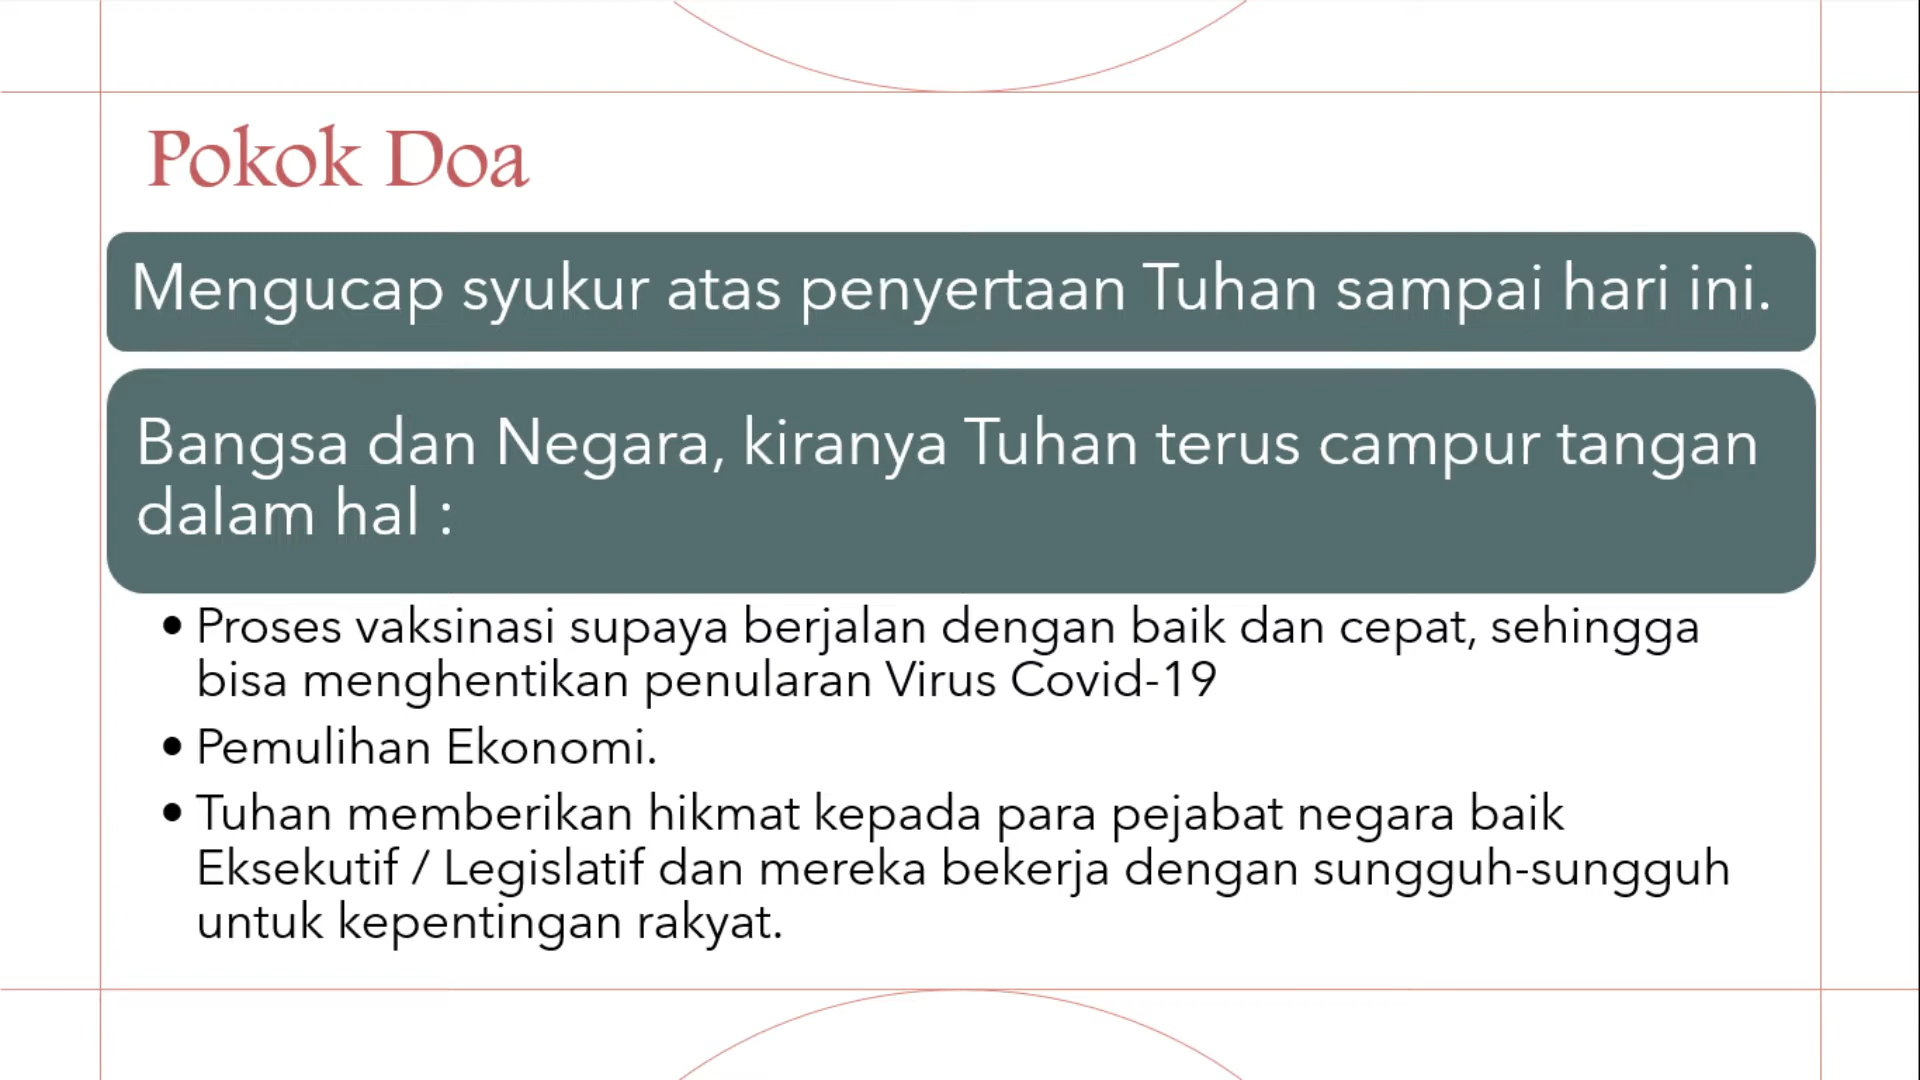 Pokok Doa
Mengucap syukur atas penyertaan Tuhan sampai hari ini.
Bangsa dan Negara, kiranya Tuhan terus campur tangan
dalam hal :
• Proses vaksinasi supaya berjalan dengan baik dan cepat, sehingga
bisa menghentikan penularan Virus Covid-19
• Pemulihan Ekonomi.
• Tuhan memberikan hikmat kepada para pejabat negara baik
Eksekutif / Legislatif dan mereka bekerja dengan sungguh-sungguh
untuk kepentingan rakyat.